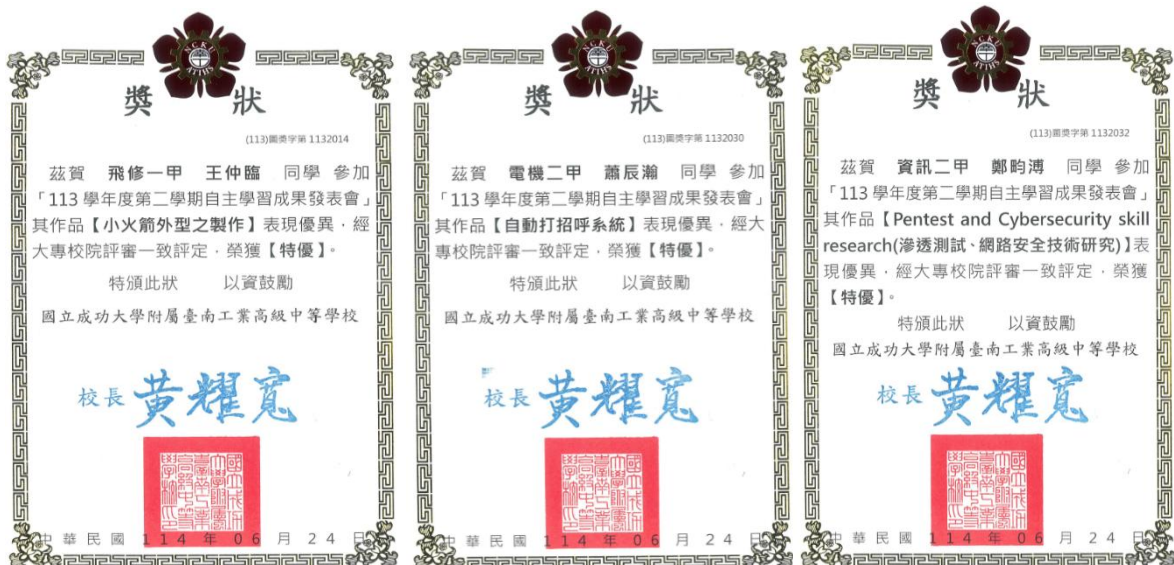 獎 狀
(113)圖獎字第 1132014
茲賀 飛修一甲 王仲臨 同學 參加
「113 學年度第二學期自主學習成果發表會」
其作品【小火箭外型之製作】表現優異，經
大專校院評審一致評定，榮獲【特優】。
特頒此狀 以資鼓勵
國立成功大學附屬臺南工業高級中等學校
校長 黃耀寬
中華民國 114 年 06 月 24 日
獎 狀
(113)圖獎字第 1132030
茲賀 電機二甲 蕭辰瀚 同學 參加
「113 學年度第二學期自主學習成果發表會」
其作品【自動打招呼系統】表現優異，經大
專校院評審一致評定，榮獲【特優】。
特頒此狀 以資鼓勵
國立成功大學附屬臺南工業高級中等學校
校長 黃耀寬
中華民國 114 年 06 月 24 日
獎 狀
(113)圖獎字第 1132032
茲賀 資訊二甲 鄭畇溥 同學 參加
「113 學年度第二學期自主學習成果發表會」
其作品【Pentest and Cybersecurity skill
research(滲透測試、網路安全技術研究)】表
現優異，經大專校院評審一致評定，榮獲
【特優】。
特頒此狀 以資鼓勵
國立成功大學附屬臺南工業高級中等學校
校長 黃耀寬
中華民國 114 年 06 月 24 日